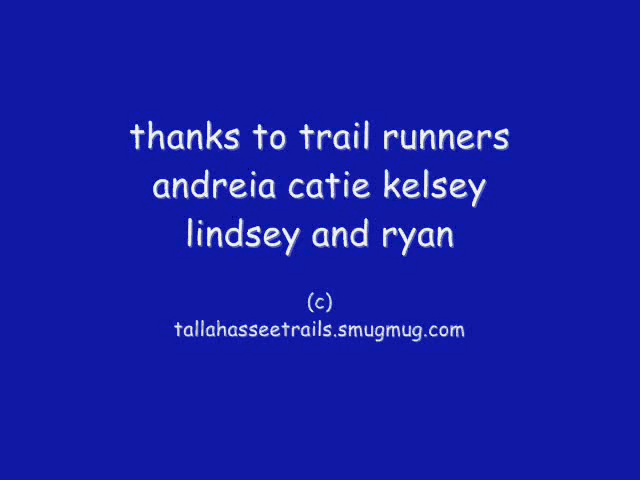 thanks to trail runners
andreia catie kelsey
lindsey and ryan
(c)
tallahasseetrails.smugmug.com